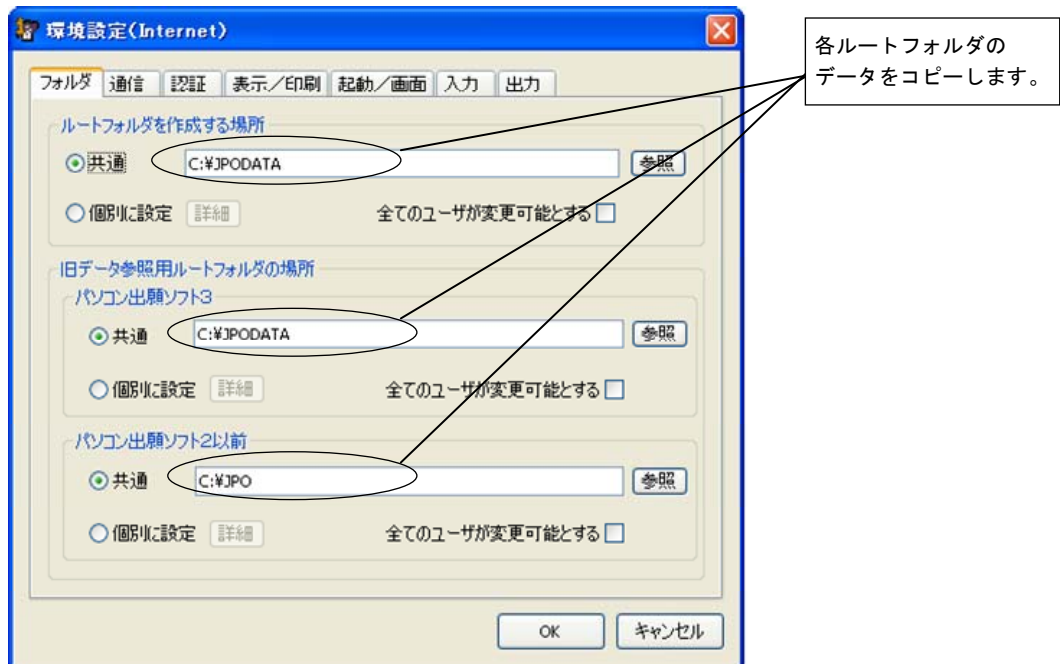 環境設定(Internet)
各ルートフォルダの
データをコピーします。
フォルダ 通信 認証 表示／印刷 起動／画面 入力 出力
ルートフォルダを作成する場所
共通 C:¥JPODATA 参照
個別に設定 詳細 全てのユーザが変更可能とする
旧データ参照用ルートフォルダの場所
パソコン出願ソフト3
共通 C:¥JPODATA 参照
個別に設定 詳細 全てのユーザが変更可能とする
パソコン出願ソフト2以前
共通 C:¥JPO 参照
個別に設定 詳細 全てのユーザが変更可能とする
OK キャンセル